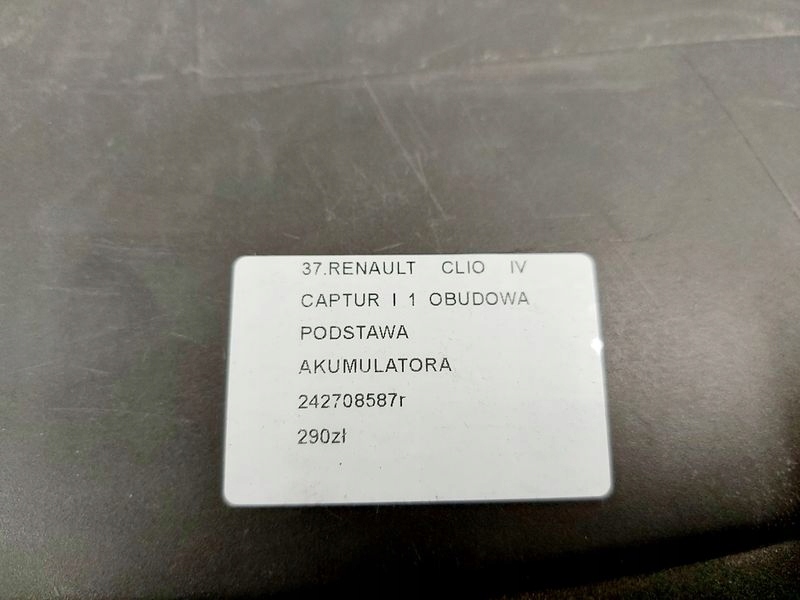 37.RENAULT CLIO IV
CAPTUR I 1 OBUDOWA
PODSTAWA
AKUMULATORA
242708587r
290zł